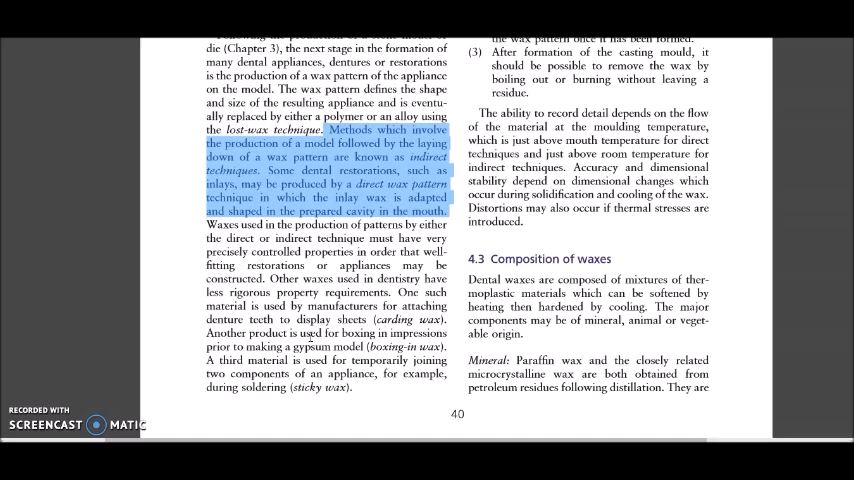 Following the production of a stone model or
die (Chapter 3), the next stage in the formation of
many dental appliances, dentures or restorations
is the production of a wax pattern of the appliance
on the model. The wax pattern defines the shape
and size of the resulting appliance and is eventu-
ally replaced by either a polymer or an alloy using
the lost-wax technique. Methods which involve
the production of a model followed by the laying
down of a wax pattern are known as indirect
techniques. Some dental restorations, such as
inlays, may be produced by a direct wax pattern
technique in which the inlay wax is adapted
and shaped in the prepared cavity in the mouth.
Waxes used in the production of patterns by either
the direct or indirect technique must have very
precisely controlled properties in order that well-
fitting restorations or appliances may be
constructed. Other waxes used in dentistry have
less rigorous property requirements. One such
material is used by manufacturers for attaching
denture teeth to display sheets (carding wax).
Another product is used for boxing in impressions
prior to making a gypsum model (boxing-in wax).
A third material is used for temporarily joining
two components of an appliance, for example,
during soldering (sticky wax).
the wax pattern once it has been formed.
(3) After formation of the casting mould, it
should be possible to remove the wax by
boiling out or burning without leaving a
residue.
The ability to record detail depends on the flow
of the material at the moulding temperature,
which is just above mouth temperature for direct
techniques and just above room temperature for
indirect techniques. Accuracy and dimensional
stability depend on dimensional changes which
occur during solidification and cooling of the wax.
Distortions may also occur if thermal stresses are
introduced.
4.3 Composition of waxes
Dental waxes are composed of mixtures of ther-
moplastic materials which can be softened by
heating then hardened by cooling. The major
components may be of mineral, animal or veget-
able origin.
Mineral: Paraffin wax and the closely related
microcrystalline wax are both obtained from
petroleum residues following distillation. They are
40
RECORDED WITH
SCREENCAST MATIC